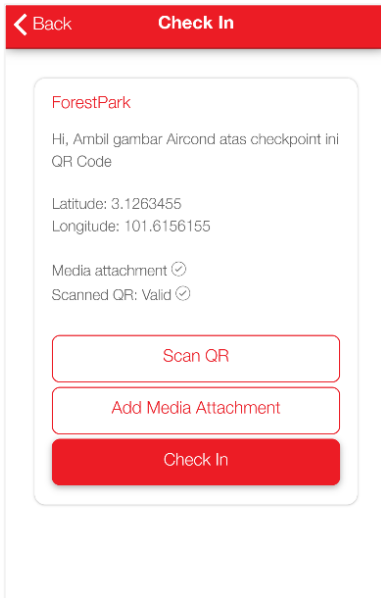 Back
Check In
ForestPark
Hi, Ambil gambar Aircond atas checkpoint ini
QR Code
Latitude: 3.1263455
Longitude: 101.6156155
Media attachment
Scanned QR: Valid
Scan QR
Add Media Attachment
Check In